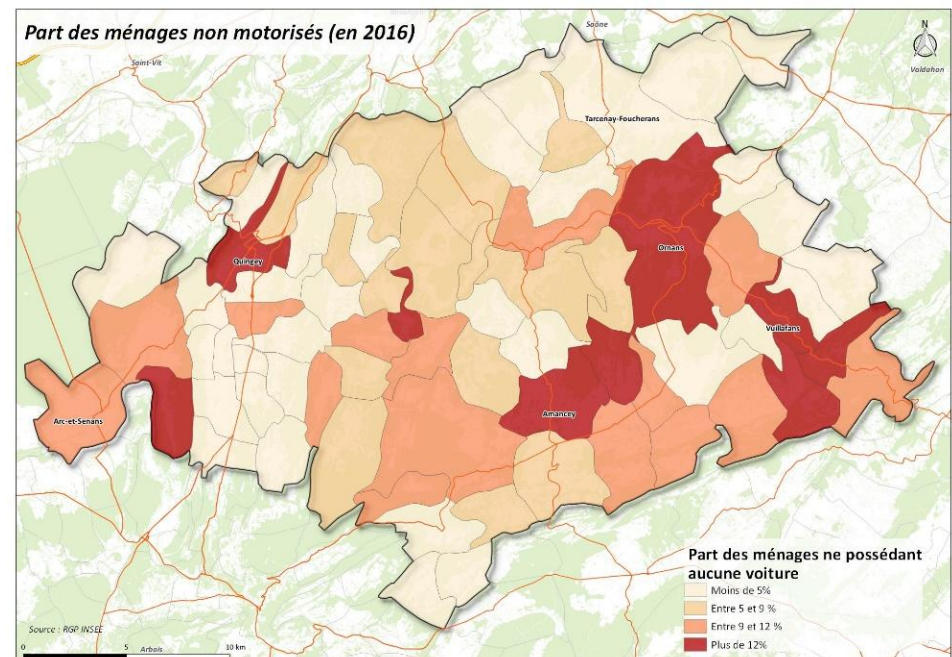 Part des ménages non motorisés (en 2016)
Saône
N
Saint-Vit
Valdahon
Tarcenay-Foucherans
Ornans
Quingey
Vuillafans
Amancey
Arc-et-Senans
Part des ménages ne possédant
aucune voiture
Moins de 5%
Entre 5 et 9 %
Entre 9 et 12 %
Plus de 12%
Source : RGP INSEE
0 5 10 km
Arbois